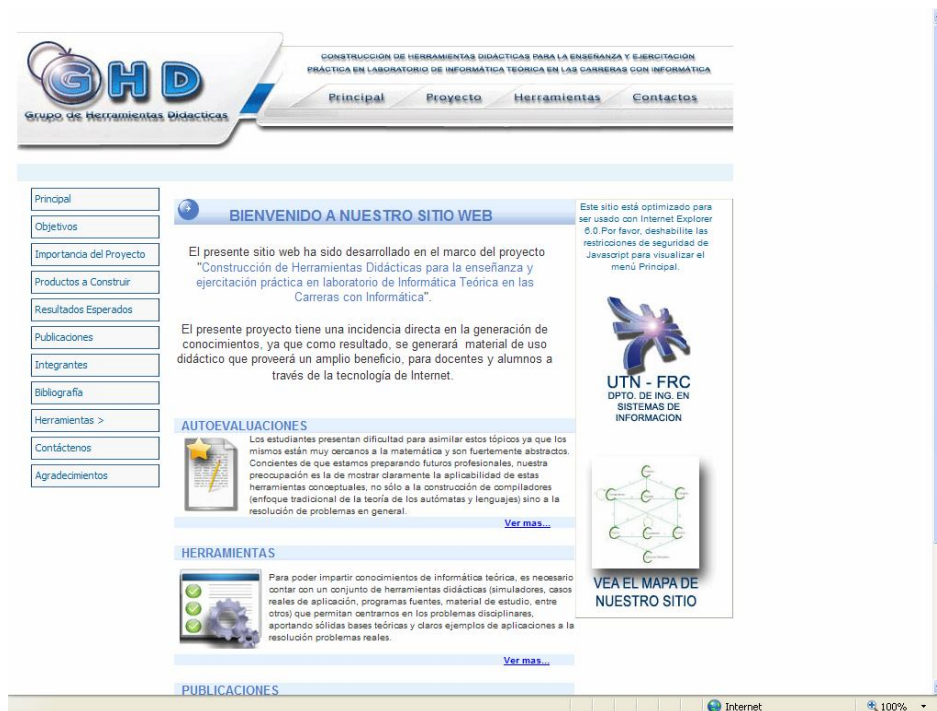 GHD
Grupo de Herramientas Didacticas
CONSTRUCCIÓN DE HERRAMIENTAS DIDÁCTICAS PARA LA ENSEÑANZA Y EJERCITACIÓN
PRÁCTICA EN LABORATORIO DE INFORMÁTICA TEÓRICA EN LAS CARRERAS CON INFORMÁTICA
Principal Proyecto Herramientas Contactos
Principal
Objetivos
Importancia del Proyecto
Productos a Construir
Resultados Esperados
Publicaciones
Integrantes
Bibliografía
Herramientas >
Contáctenos
Agradecimientos
BIENVENIDO A NUESTRO SITIO WEB
El presente sitio web ha sido desarrollado en el marco del proyecto
"Construcción de Herramientas Didácticas para la enseñanza y
ejercitación práctica en laboratorio de Informática Teórica en las
Carreras con Informática".
El presente proyecto tiene una incidencia directa en la generación de
conocimientos, ya que como resultado, se generará material de uso
didáctico que proveerá un amplio beneficio, para docentes y alumnos a
través de la tecnología de Internet.
AUTOEVALUACIONES
Los estudiantes presentan dificultad para asimilar estos tópicos ya que los
mismos están muy cercanos a la matemática y son fuertemente abstractos.
Concientes de que estamos preparando futuros profesionales, nuestra
preocupación es la de mostrar claramente la aplicabilidad de estas
herramientas conceptuales, no sólo a la construcción de compiladores
(enfoque tradicional de la teoría de los autómatas y lenguajes) sino a la
resolución de problemas en general.
Ver mas...
HERRAMIENTAS
Para poder impartir conocimientos de informática teórica, es necesario
contar con un conjunto de herramientas didácticas (simuladores, casos
reales de aplicación, programas fuentes, material de estudio, entre
otros) que permitan centrarnos en los problemas disciplinares,
aportando sólidas bases teóricas y claros ejemplos de aplicaciones a la
resolución problemas reales.
Ver mas...
PUBLICACIONES
Este sitio está optimizado para
ser usado con Internet Explorer
6.0.Por favor, deshabilite las
restricciones de seguridad de
Javascript para visualizar el
menú Principal.
UTN - FRC
DPTO. DE ING. EN
SISTEMAS DE
INFORMACION
VEA EL MAPA DE
NUESTRO SITIO
Internet
100%